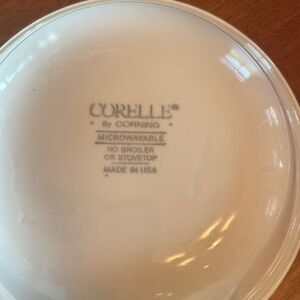 CORELLE®
By CORNING
MICROWAVABLE
NO BROILER
OR STOVETOP
MADE IN USA